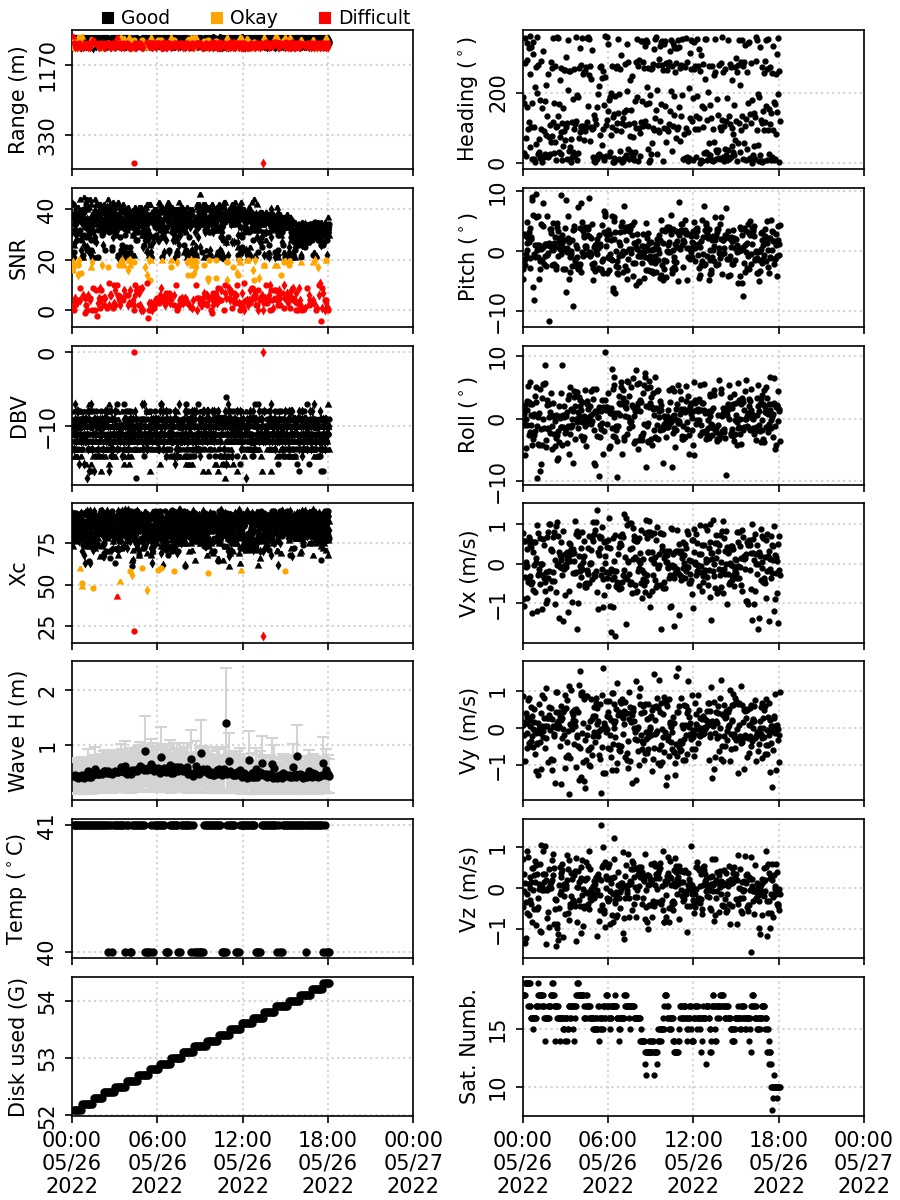 Good Okay Difficult
Range (m)
1170
330
Heading (°)
200
0
SNR
40
20
0
Pitch (°)
10
0
−10
DBV
0
−10
Roll (°)
10
0
−10
Xc
75
50
25
Vx (m/s)
1
0
−1
Wave H (m)
2
1
Vy (m/s)
1
0
−1
Temp (°C)
41
40
Vz (m/s)
1
0
−1
Disk used (G)
54
53
52
Sat. Numb.
15
10
00:00 06:00 12:00 18:00 00:00
05/26 05/26 05/26 05/26 05/27
2022 2022 2022 2022 2022
00:00 06:00 12:00 18:00 00:00
05/26 05/26 05/26 05/26 05/27
2022 2022 2022 2022 2022